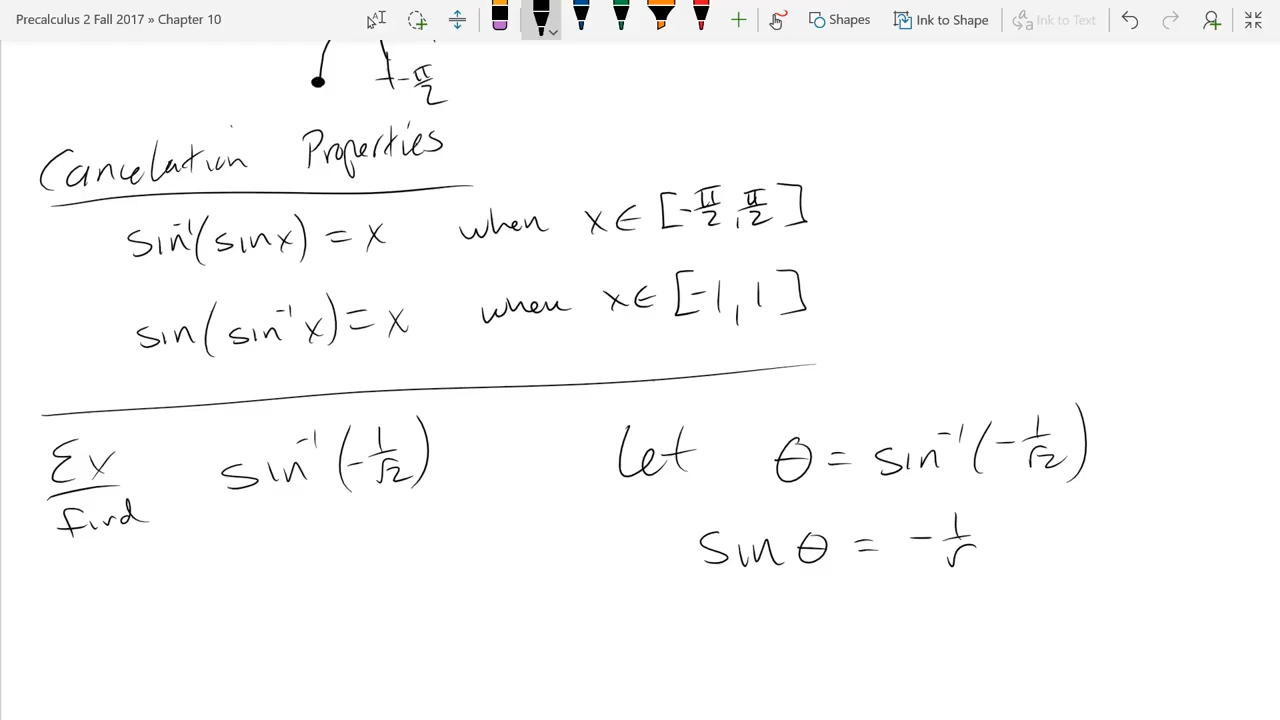 Precalculus 2 Fall 2017 » Chapter 10
Shapes
Ink to Shape
Ink to Text
-π/2
Cancelation Properties
sin⁻¹(sin x) = x when x ∈ [-π/2, π/2]
sin(sin⁻¹ x) = x when x ∈ [-1, 1]
Ex sin⁻¹(-1/√2) Let θ = sin⁻¹(-1/√2)
find
sin θ = -1/√